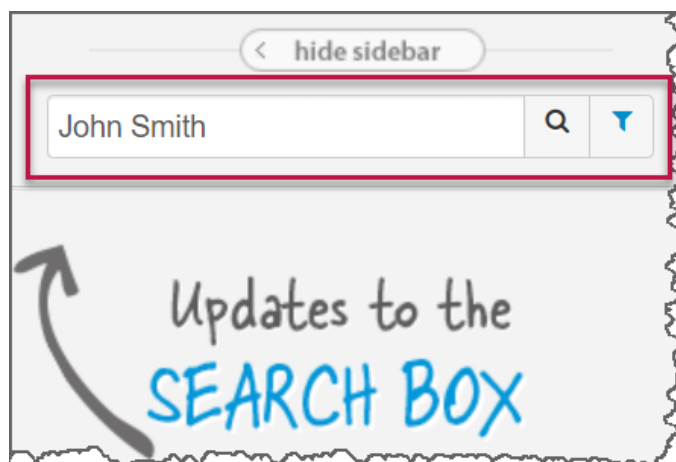 hide sidebar
John Smith
Updates to the
SEARCH BOX